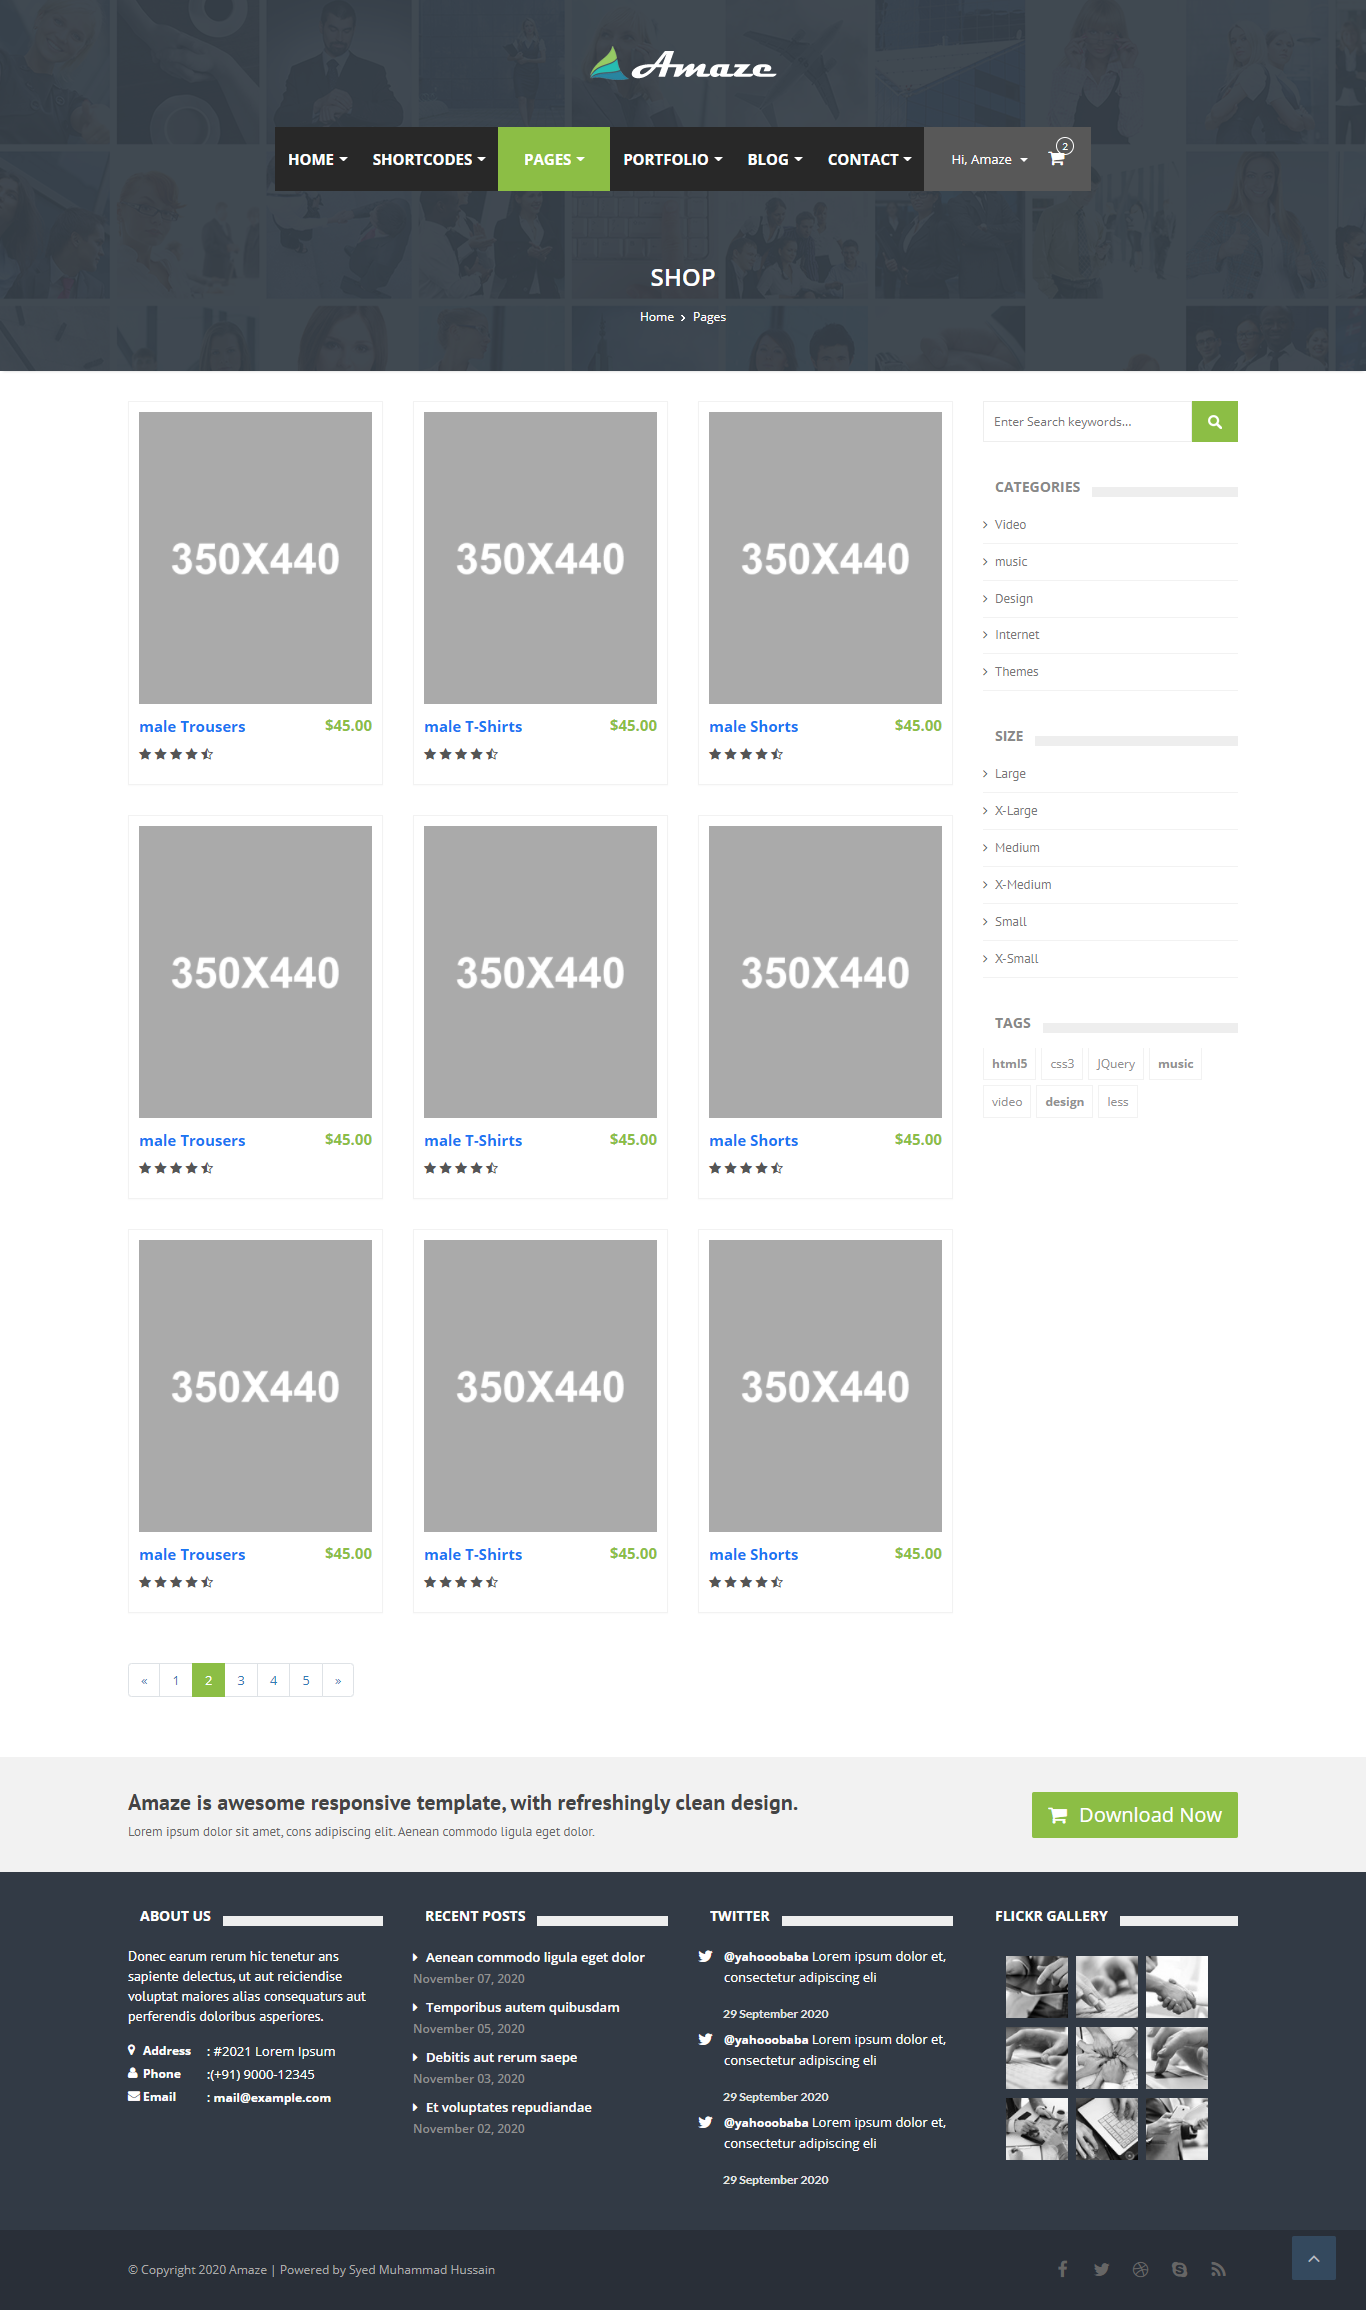 Amaze
HOME SHORTCODES PAGES PORTFOLIO BLOG CONTACT Hi, Amaze 2
SHOP
Home › Pages
350X440 350X440 350X440
male Trousers $45.00 male T-Shirts $45.00 male Shorts $45.00
350X440 350X440 350X440
male Trousers $45.00 male T-Shirts $45.00 male Shorts $45.00
350X440 350X440 350X440
male Trousers $45.00 male T-Shirts $45.00 male Shorts $45.00
« 1 2 3 4 5 »
Enter Search keywords...
CATEGORIES
Video
music
Design
Internet
Themes
SIZE
Large
X-Large
Medium
X-Medium
Small
X-Small
TAGS
html5 css3 JQuery music
video design less
Amaze is awesome responsive template, with refreshingly clean design.
Lorem ipsum dolor sit amet, cons adipiscing elit. Aenean commodo ligula eget dolor.
Download Now
ABOUT US
Donec earum rerum hic tenetur ans
sapiente delectus, ut aut reiciendise
voluptat maiores alias consequaturs aut
perferendis doloribus asperiores.
Address : #2021 Lorem Ipsum
Phone :(+91) 9000-12345
Email : mail@example.com
RECENT POSTS
Aenean commodo ligula eget dolor
November 07, 2020
Temporibus autem quibusdam
November 05, 2020
Debitis aut rerum saepe
November 03, 2020
Et voluptates repudiandae
November 02, 2020
TWITTER
@yahooobaba Lorem ipsum dolor et,
consectetur adipiscing eli
29 September 2020
@yahooobaba Lorem ipsum dolor et,
consectetur adipiscing eli
29 September 2020
@yahooobaba Lorem ipsum dolor et,
consectetur adipiscing eli
29 September 2020
FLICKR GALLERY
© Copyright 2020 Amaze | Powered by Syed Muhammad Hussain